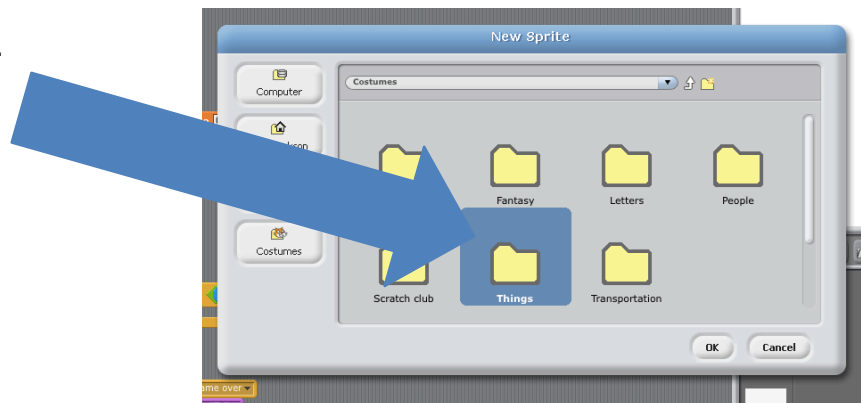 New Sprite
Computer
Costumes
Fantasy
Letters
People
Costumes
Scratch club
Things
Transportation
OK
Cancel
ame over